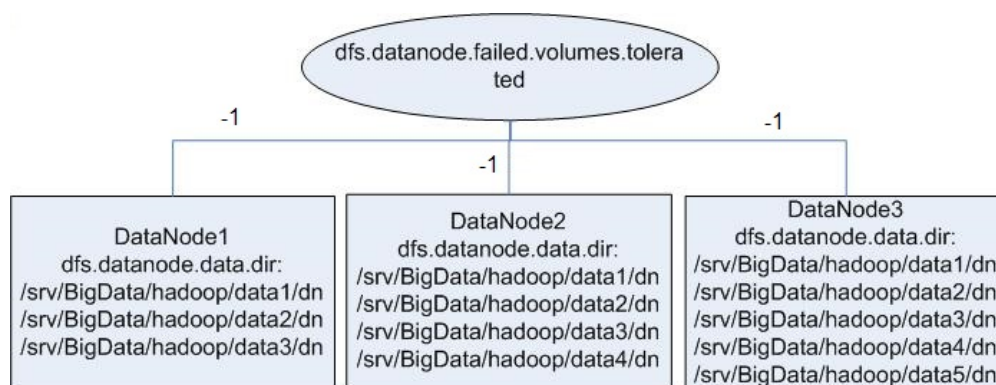 dfs.datanode.failed.volumes.tolera
ted
-1
-1
-1
DataNode1
dfs.datanode.data.dir:
/srv/BigData/hadoop/data1/dn
/srv/BigData/hadoop/data2/dn
/srv/BigData/hadoop/data3/dn
DataNode2
dfs.datanode.data.dir:
/srv/BigData/hadoop/data1/dn
/srv/BigData/hadoop/data2/dn
/srv/BigData/hadoop/data3/dn
/srv/BigData/hadoop/data4/dn
DataNode3
dfs.datanode.data.dir:
/srv/BigData/hadoop/data1/dn
/srv/BigData/hadoop/data2/dn
/srv/BigData/hadoop/data3/dn
/srv/BigData/hadoop/data4/dn
/srv/BigData/hadoop/data5/dn